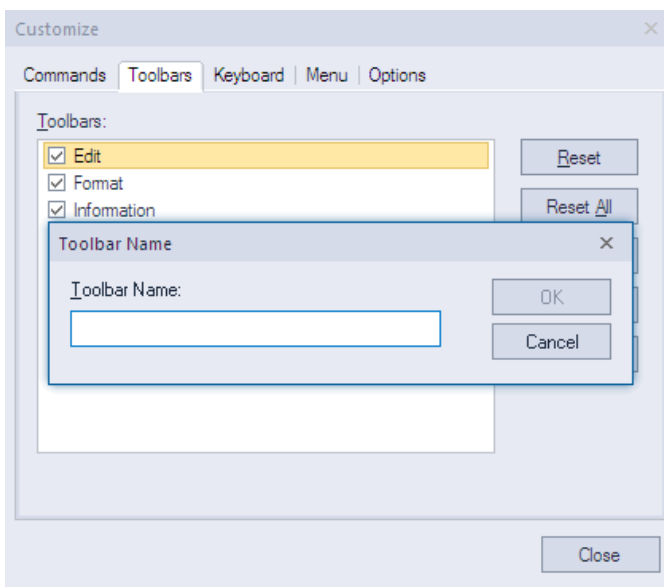 Customize
Commands Toolbars Keyboard Menu Options
Toolbars:
Edit
Format
Information
Reset
Reset All
Toolbar Name
Toolbar Name:
OK
Cancel
Close